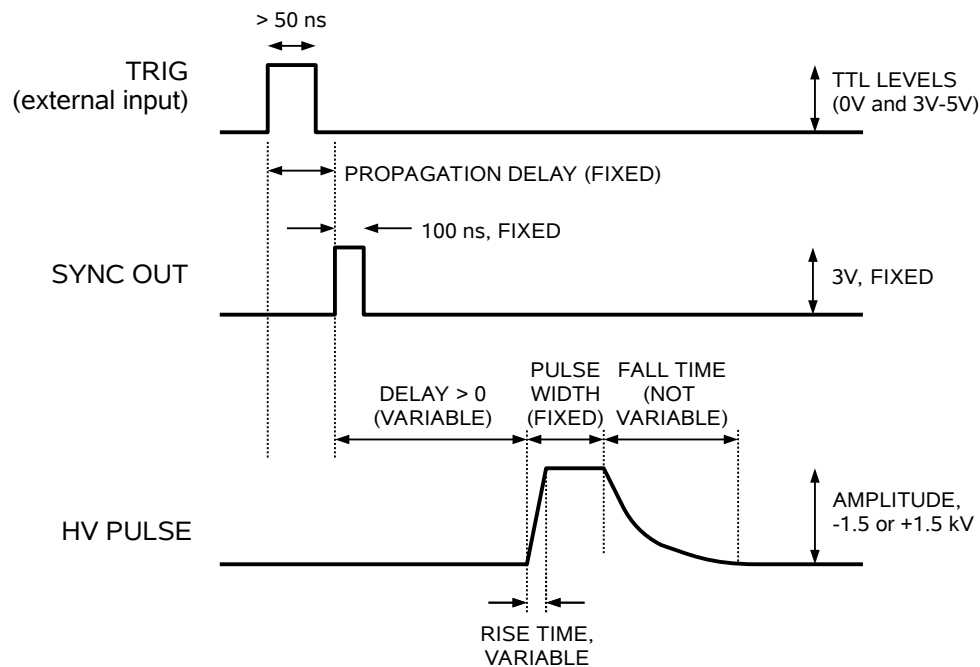 > 50 ns
TRIG
(external input)
TTL LEVELS
(0V and 3V-5V)
PROPAGATION DELAY (FIXED)
100 ns, FIXED
SYNC OUT
3V, FIXED
DELAY > 0
(VARIABLE)
PULSE
WIDTH
(FIXED)
FALL TIME
(NOT
VARIABLE)
HV PULSE
AMPLITUDE,
-1.5 or +1.5 kV
RISE TIME,
VARIABLE